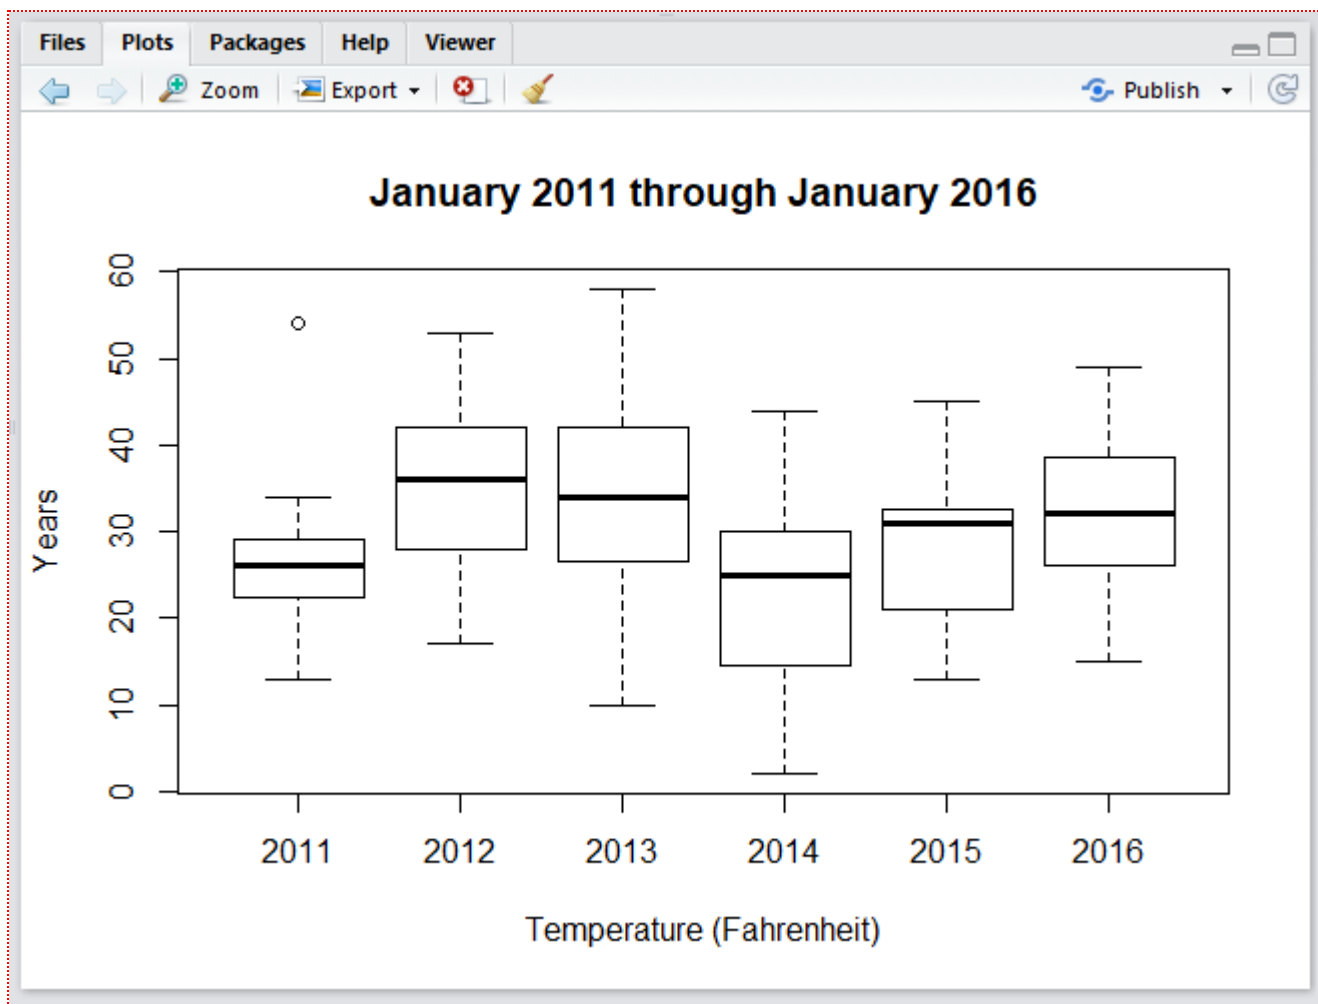 Files Plots Packages Help Viewer
Zoom Export Publish
January 2011 through January 2016
60
50
40
30
20
10
0
Years
2011 2012 2013 2014 2015 2016
Temperature (Fahrenheit)